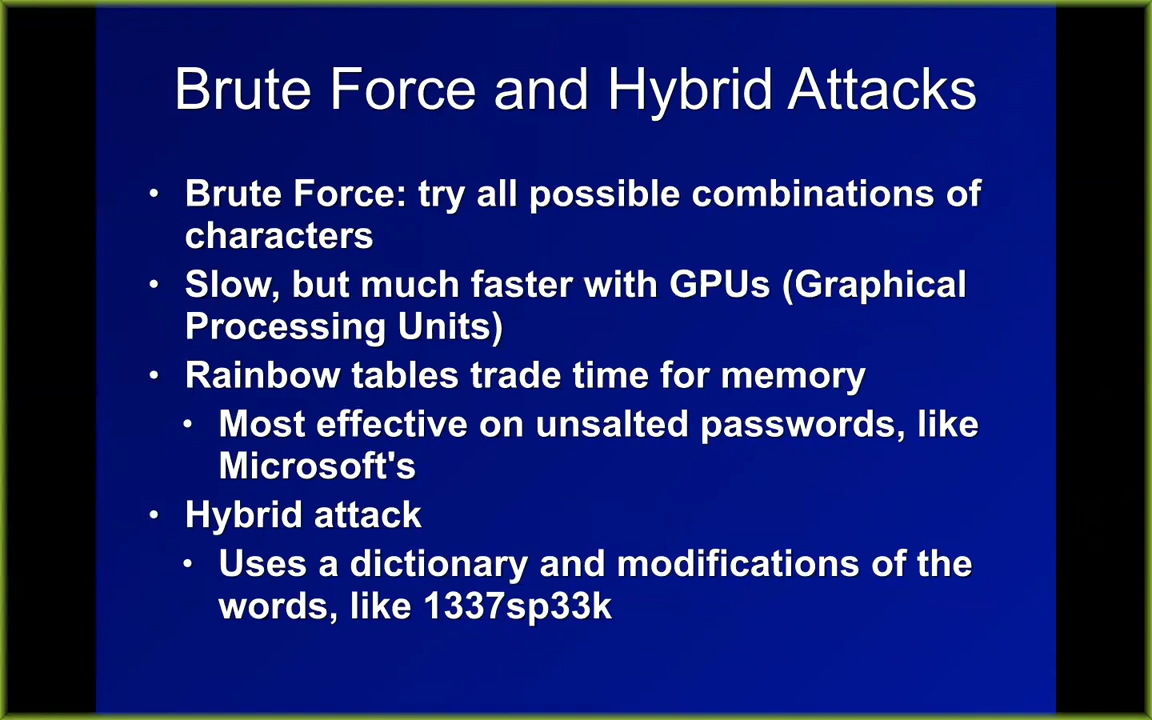 Brute Force and Hybrid Attacks
• Brute Force: try all possible combinations of
characters
• Slow, but much faster with GPUs (Graphical
Processing Units)
• Rainbow tables trade time for memory
• Most effective on unsalted passwords, like
Microsoft's
• Hybrid attack
• Uses a dictionary and modifications of the
words, like 1337sp33k